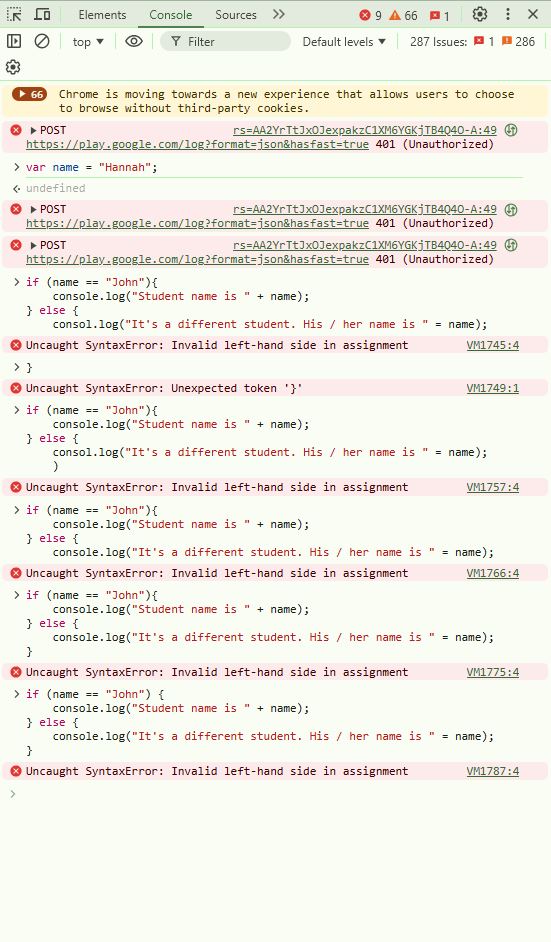 Elements Console Sources
9 66 1
top Filter Default levels 287 Issues: 1 286
66 Chrome is moving towards a new experience that allows users to choose
to browse without third-party cookies.
POST rs=AA2YrTtJxOJexpakzC1XM6YGKjTB4Q4O-A:49
https://play.google.com/log?format=json&hasfast=true 401 (Unauthorized)
var name = "Hannah";
undefined
POST rs=AA2YrTtJxOJexpakzC1XM6YGKjTB4Q4O-A:49
https://play.google.com/log?format=json&hasfast=true 401 (Unauthorized)
POST rs=AA2YrTtJxOJexpakzC1XM6YGKjTB4Q4O-A:49
https://play.google.com/log?format=json&hasfast=true 401 (Unauthorized)
if (name == "John"){
console.log("Student name is " + name);
} else {
consol.log("It's a different student. His / her name is " = name);
Uncaught SyntaxError: Invalid left-hand side in assignment VM1745:4
}
Uncaught SyntaxError: Unexpected token '}' VM1749:1
if (name == "John"){
console.log("Student name is " + name);
} else {
consol.log("It's a different student. His / her name is " = name);
)
Uncaught SyntaxError: Invalid left-hand side in assignment VM1757:4
if (name == "John"){
console.log("Student name is " + name);
} else {
console.log("It's a different student. His / her name is " = name);
Uncaught SyntaxError: Invalid left-hand side in assignment VM1766:4
if (name == "John"){
console.log("Student name is " + name);
} else {
console.log("It's a different student. His / her name is " = name);
}
Uncaught SyntaxError: Invalid left-hand side in assignment VM1775:4
if (name == "John") {
console.log("Student name is " + name);
} else {
console.log("It's a different student. His / her name is " = name);
}
Uncaught SyntaxError: Invalid left-hand side in assignment VM1787:4